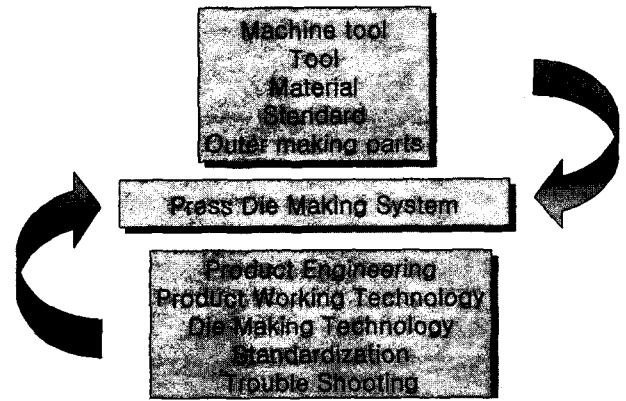 Machine tool
Tool
Material
Standard
Outer making parts
Press Die Making System
Product Engineering
Product Working Technology
Die Making Technology
Standardization
Trouble Shooting